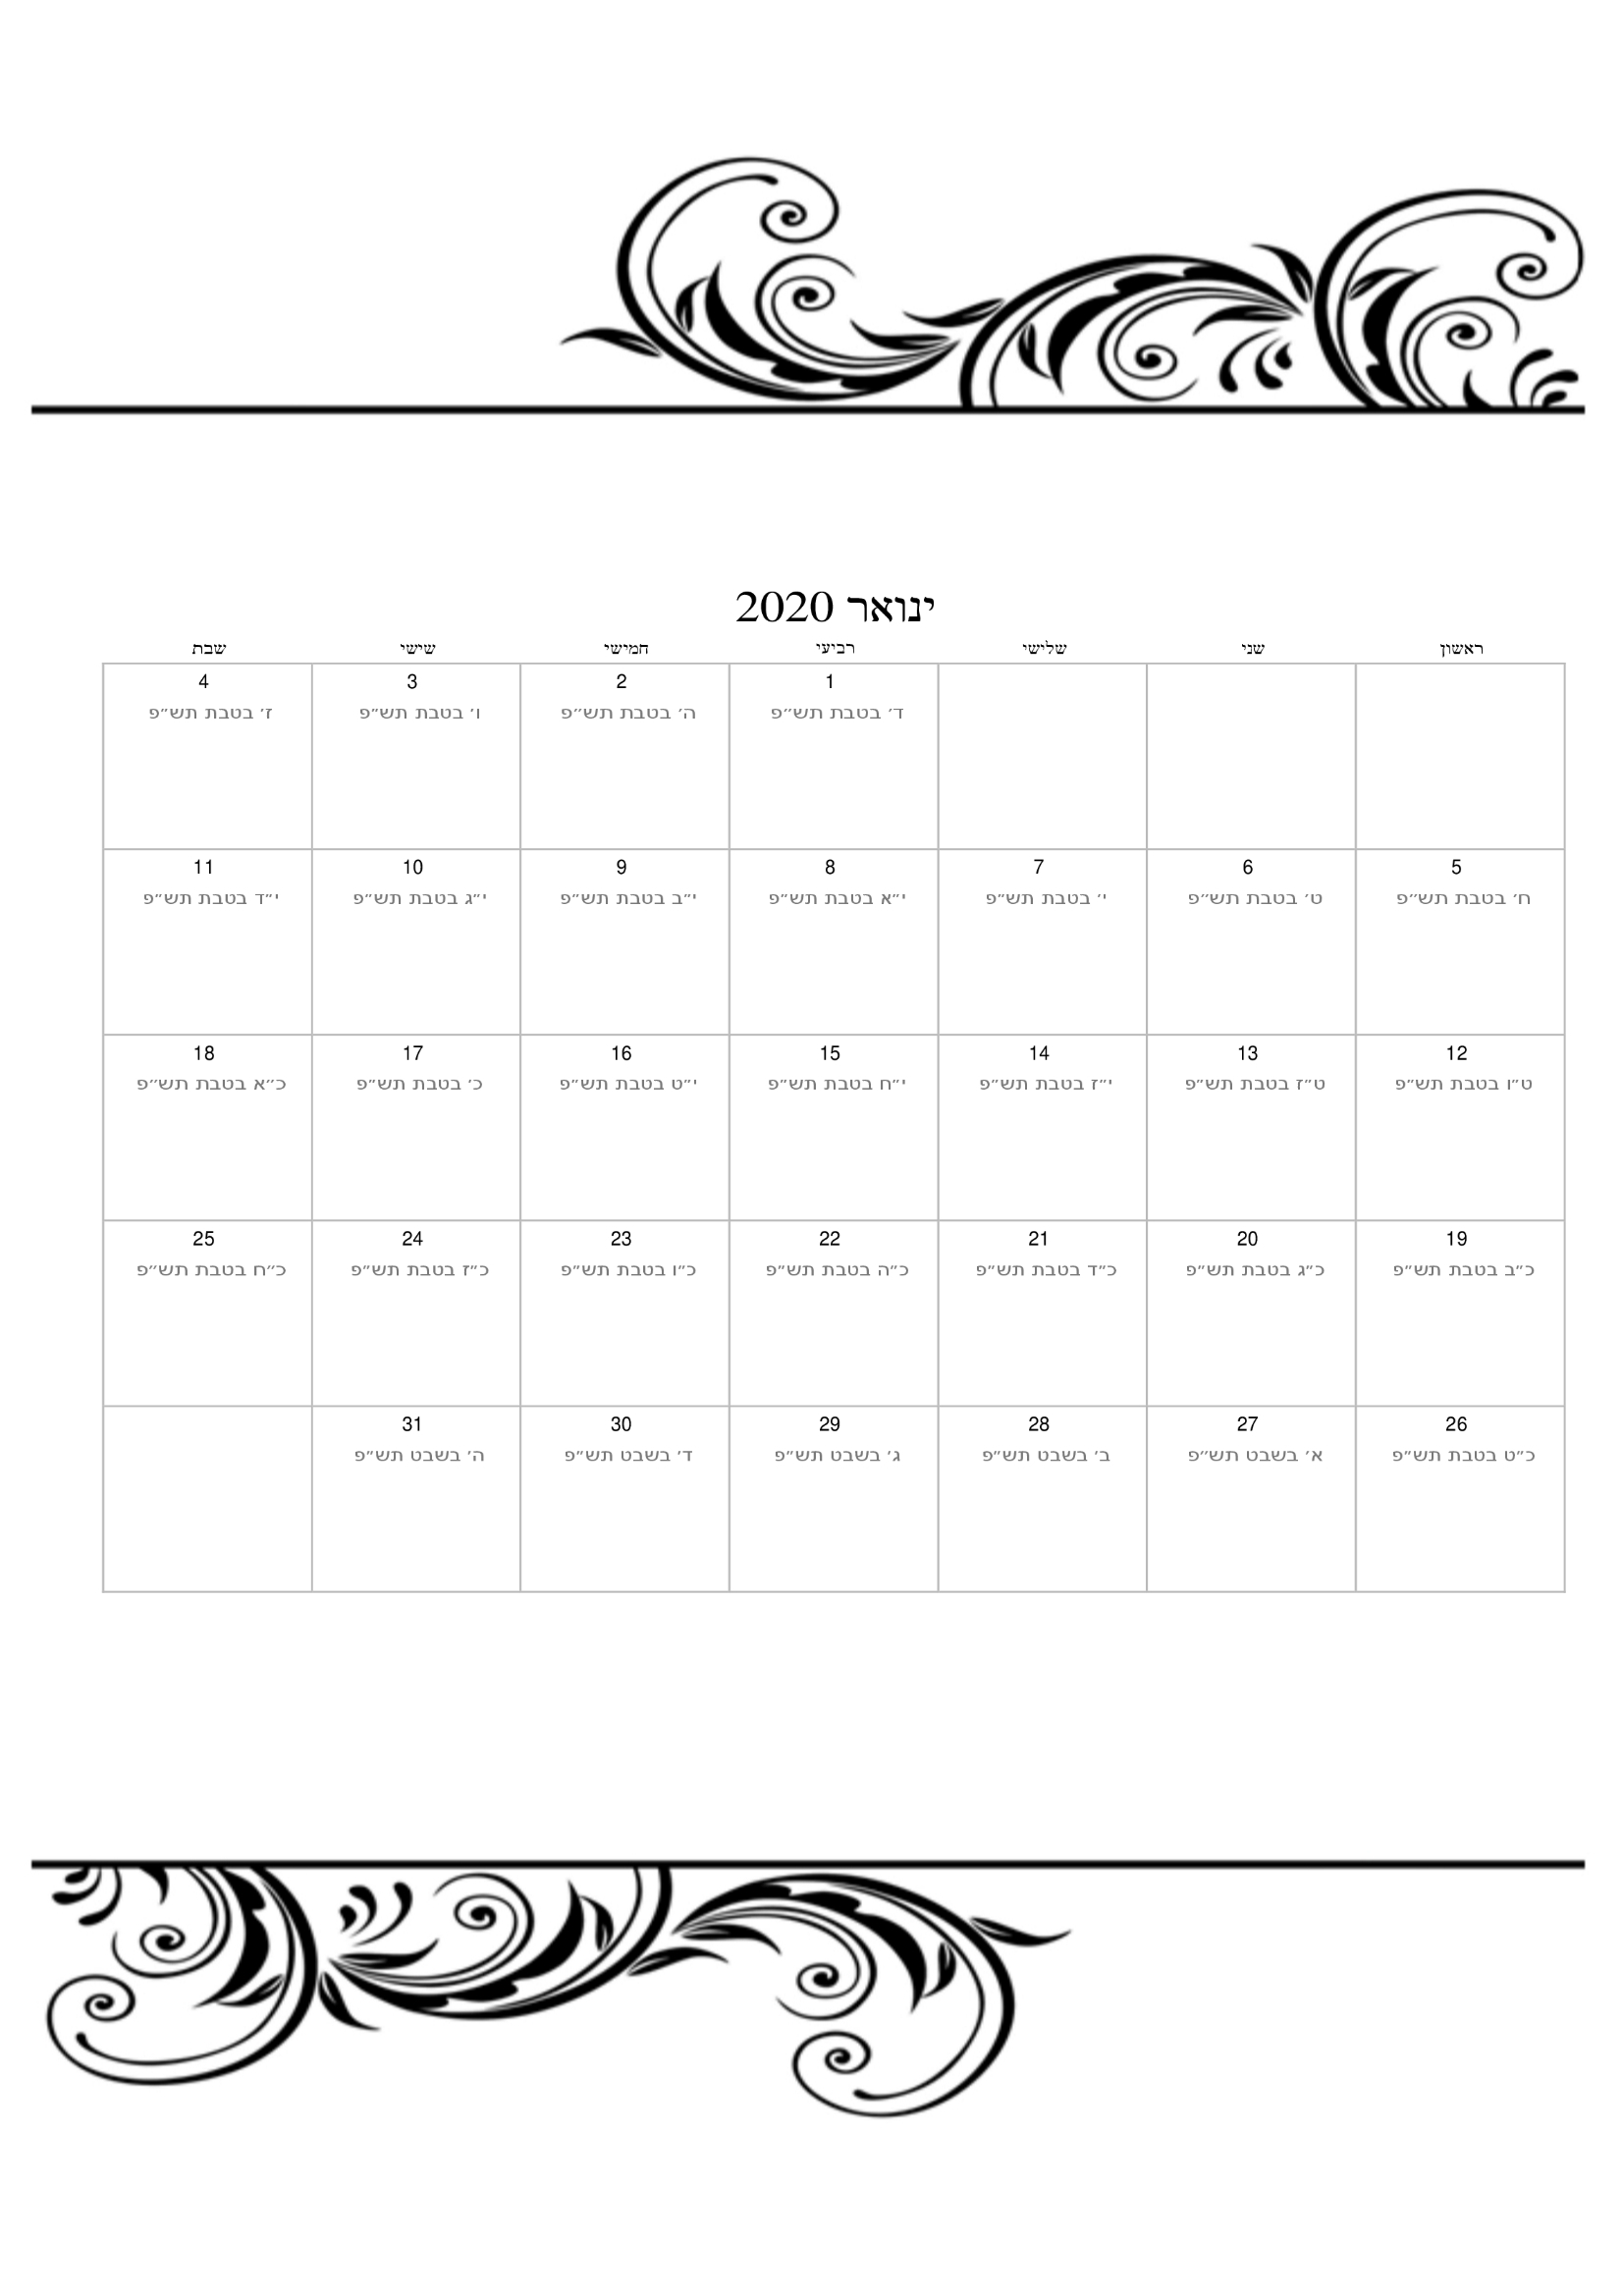 ינואר 2020
ראשון שני שלישי רביעי חמישי שישי שבת
1 2 3 4
ד׳ בטבת תש״פ ה׳ בטבת תש״פ ו׳ בטבת תש״פ ז׳ בטבת תש״פ
5 6 7 8 9 10 11
ח׳ בטבת תש״פ ט׳ בטבת תש״פ י׳ בטבת תש״פ י״א בטבת תש״פ י״ב בטבת תש״פ י״ג בטבת תש״פ י״ד בטבת תש״פ
12 13 14 15 16 17 18
ט״ו בטבת תש״פ ט״ז בטבת תש״פ י״ז בטבת תש״פ י״ח בטבת תש״פ י״ט בטבת תש״פ כ׳ בטבת תש״פ כ״א בטבת תש״פ
19 20 21 22 23 24 25
כ״ב בטבת תש״פ כ״ג בטבת תש״פ כ״ד בטבת תש״פ כ״ה בטבת תש״פ כ״ו בטבת תש״פ כ״ז בטבת תש״פ כ״ח בטבת תש״פ
26 27 28 29 30 31
כ״ט בטבת תש״פ א׳ בשבט תש״פ ב׳ בשבט תש״פ ג׳ בשבט תש״פ ד׳ בשבט תש״פ ה׳ בשבט תש״פ